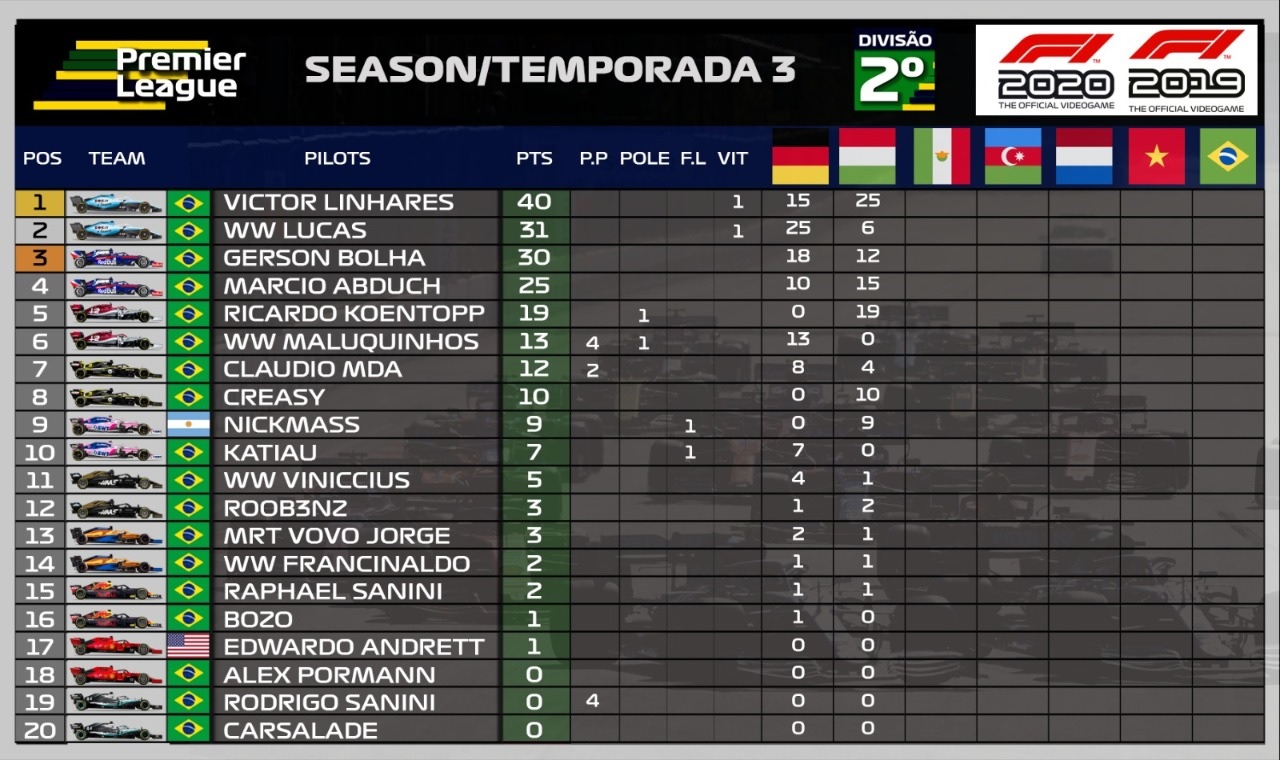 Premier League
SEASON/TEMPORADA 3
DIVISÃO 2º
F1 2020 THE OFFICIAL VIDEOGAME
F1 2019 THE OFFICIAL VIDEOGAME
POS TEAM PILOTS PTS P.P POLE F.L VIT
1 VICTOR LINHARES 40 1 15 25
2 WW LUCAS 31 1 25 6
3 GERSON BOLHA 30 18 12
4 MARCIO ABDUCH 25 10 15
5 RICARDO KOENTOPP 19 1 0 19
6 WW MALUQUINHOS 13 4 1 13 0
7 CLAUDIO MDA 12 2 8 4
8 CREASY 10 0 10
9 NICKMASS 9 1 0 9
10 KATIAU 7 1 7 0
11 WW VINICCIUS 5 4 1
12 ROOB3NZ 3 1 2
13 MRT VOVO JORGE 3 2 1
14 WW FRANCINALDO 2 1 1
15 RAPHAEL SANINI 2 1 1
16 BOZO 1 1 0
17 EDWARDO ANDRETT 1 0 0
18 ALEX PORMANN 0 0 0
19 RODRIGO SANINI 0 4 0 0
20 CARSALADE 0 0 0